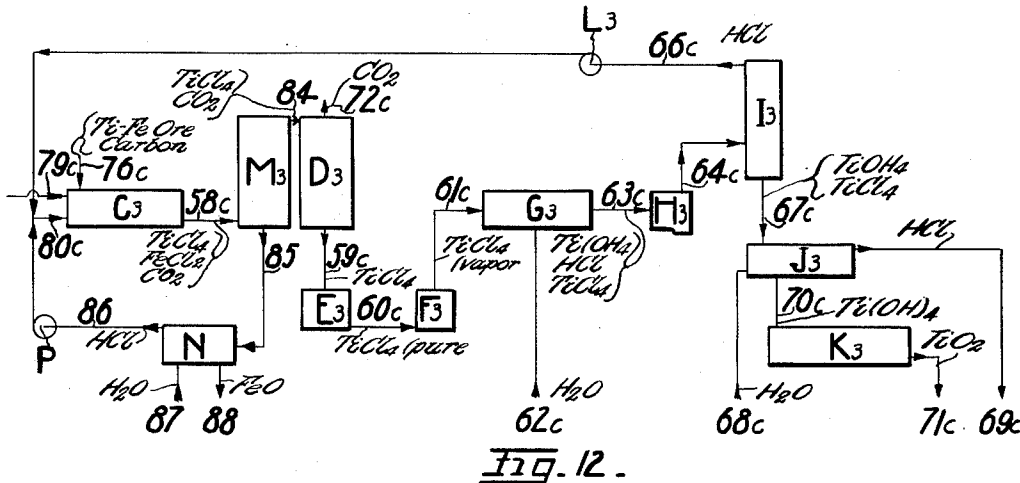 L3
66c
HCl
TiCl4
CO2
84
CO2
72c
Ti-Fe Ore
Carbon
79c
76c
M3
D3
I3
C3
58c
80c
TiCl4
FeCl2
CO2
85
59c
TiCl4
61c
TiCl4
(vapor
G3
63c
Ti(OH4
HCl
TiCl4
H3
64c
TiOH4
TiCl4
67c
HCl
J3
86
HCl
P
N
E3
60c
TiCl4 (pure
F3
70c
Ti(OH)4
K3
TiO2
H2O
FeO
87
88
H2O
62c
H2O
68c
71c
69c
Fig. 12.